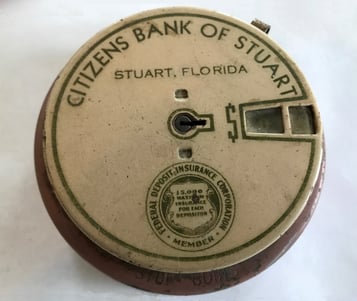 CITIZENS BANK OF STUART
STUART, FLORIDA
$
FEDERAL DEPOSIT INSURANCE CORPORATION
$5,000
MAXIMUM
INSURANCE
FOR EACH
DEPOSITOR
MEMBER